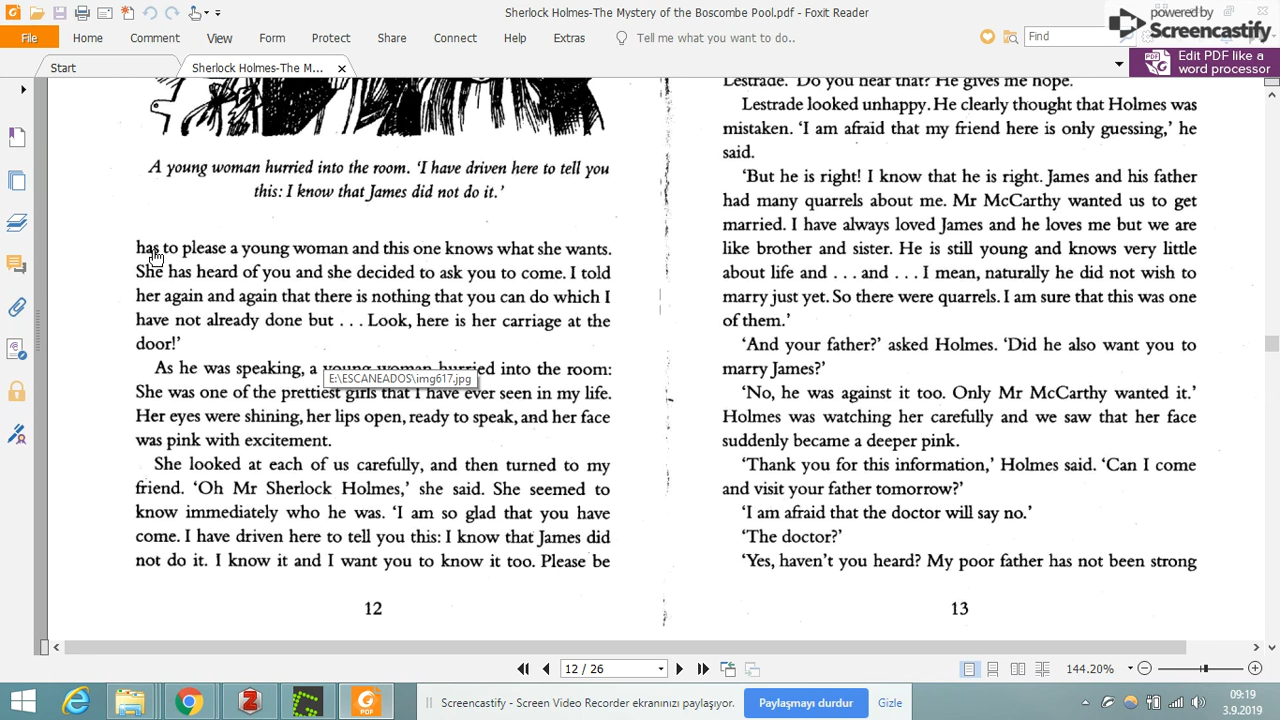 Sherlock Holmes-The Mystery of the Boscombe Pool.pdf - Foxit Reader
powered by
Screencastify
File Home Comment View Form Protect Share Connect Help Extras Tell me what you want to do.. Find
Edit PDF like a
word processor
Start Sherlock Holmes-The M...
A young woman hurried into the room. ‘I have driven here to tell you
this: I know that James did not do it.’
has to please a young woman and this one knows what she wants.
She has heard of you and she decided to ask you to come. I told
her again and again that there is nothing that you can do which I
have not already done but . . . Look, here is her carriage at the
door!’
As he was speaking, a young woman hurried into the room:
E:\ESCANEADOS\img617.jpg
She was one of the prettiest girls that I have ever seen in my life.
Her eyes were shining, her lips open, ready to speak, and her face
was pink with excitement.
She looked at each of us carefully, and then turned to my
friend. ‘Oh Mr Sherlock Holmes,’ she said. She seemed to
know immediately who he was. ‘I am so glad that you have
come. I have driven here to tell you this: I know that James did
not do it. I know it and I want you to know it too. Please be
12
Lestrade. ‘Do you hear that? He gives me hope.’
Lestrade looked unhappy. He clearly thought that Holmes was
mistaken. ‘I am afraid that my friend here is only guessing,’ he
said.
‘But he is right! I know that he is right. James and his father
had many quarrels about me. Mr McCarthy wanted us to get
married. I have always loved James and he loves me but we are
like brother and sister. He is still young and knows very little
about life and . . . and . . . I mean, naturally he did not wish to
marry just yet. So there were quarrels. I am sure that this was one
of them.’
‘And your father?’ asked Holmes. ‘Did he also want you to
marry James?’
‘No, he was against it too. Only Mr McCarthy wanted it.’
Holmes was watching her carefully and we saw that her face
suddenly became a deeper pink.
‘Thank you for this information,’ Holmes said. ‘Can I come
and visit your father tomorrow?’
‘I am afraid that the doctor will say no.’
‘The doctor?’
‘Yes, haven’t you heard? My poor father has not been strong
13
12 / 26
144.20%
Screencastify - Screen Video Recorder ekranınızı paylaşıyor.
Paylaşmayı durdur
Gizle
09:19
3.9.2019